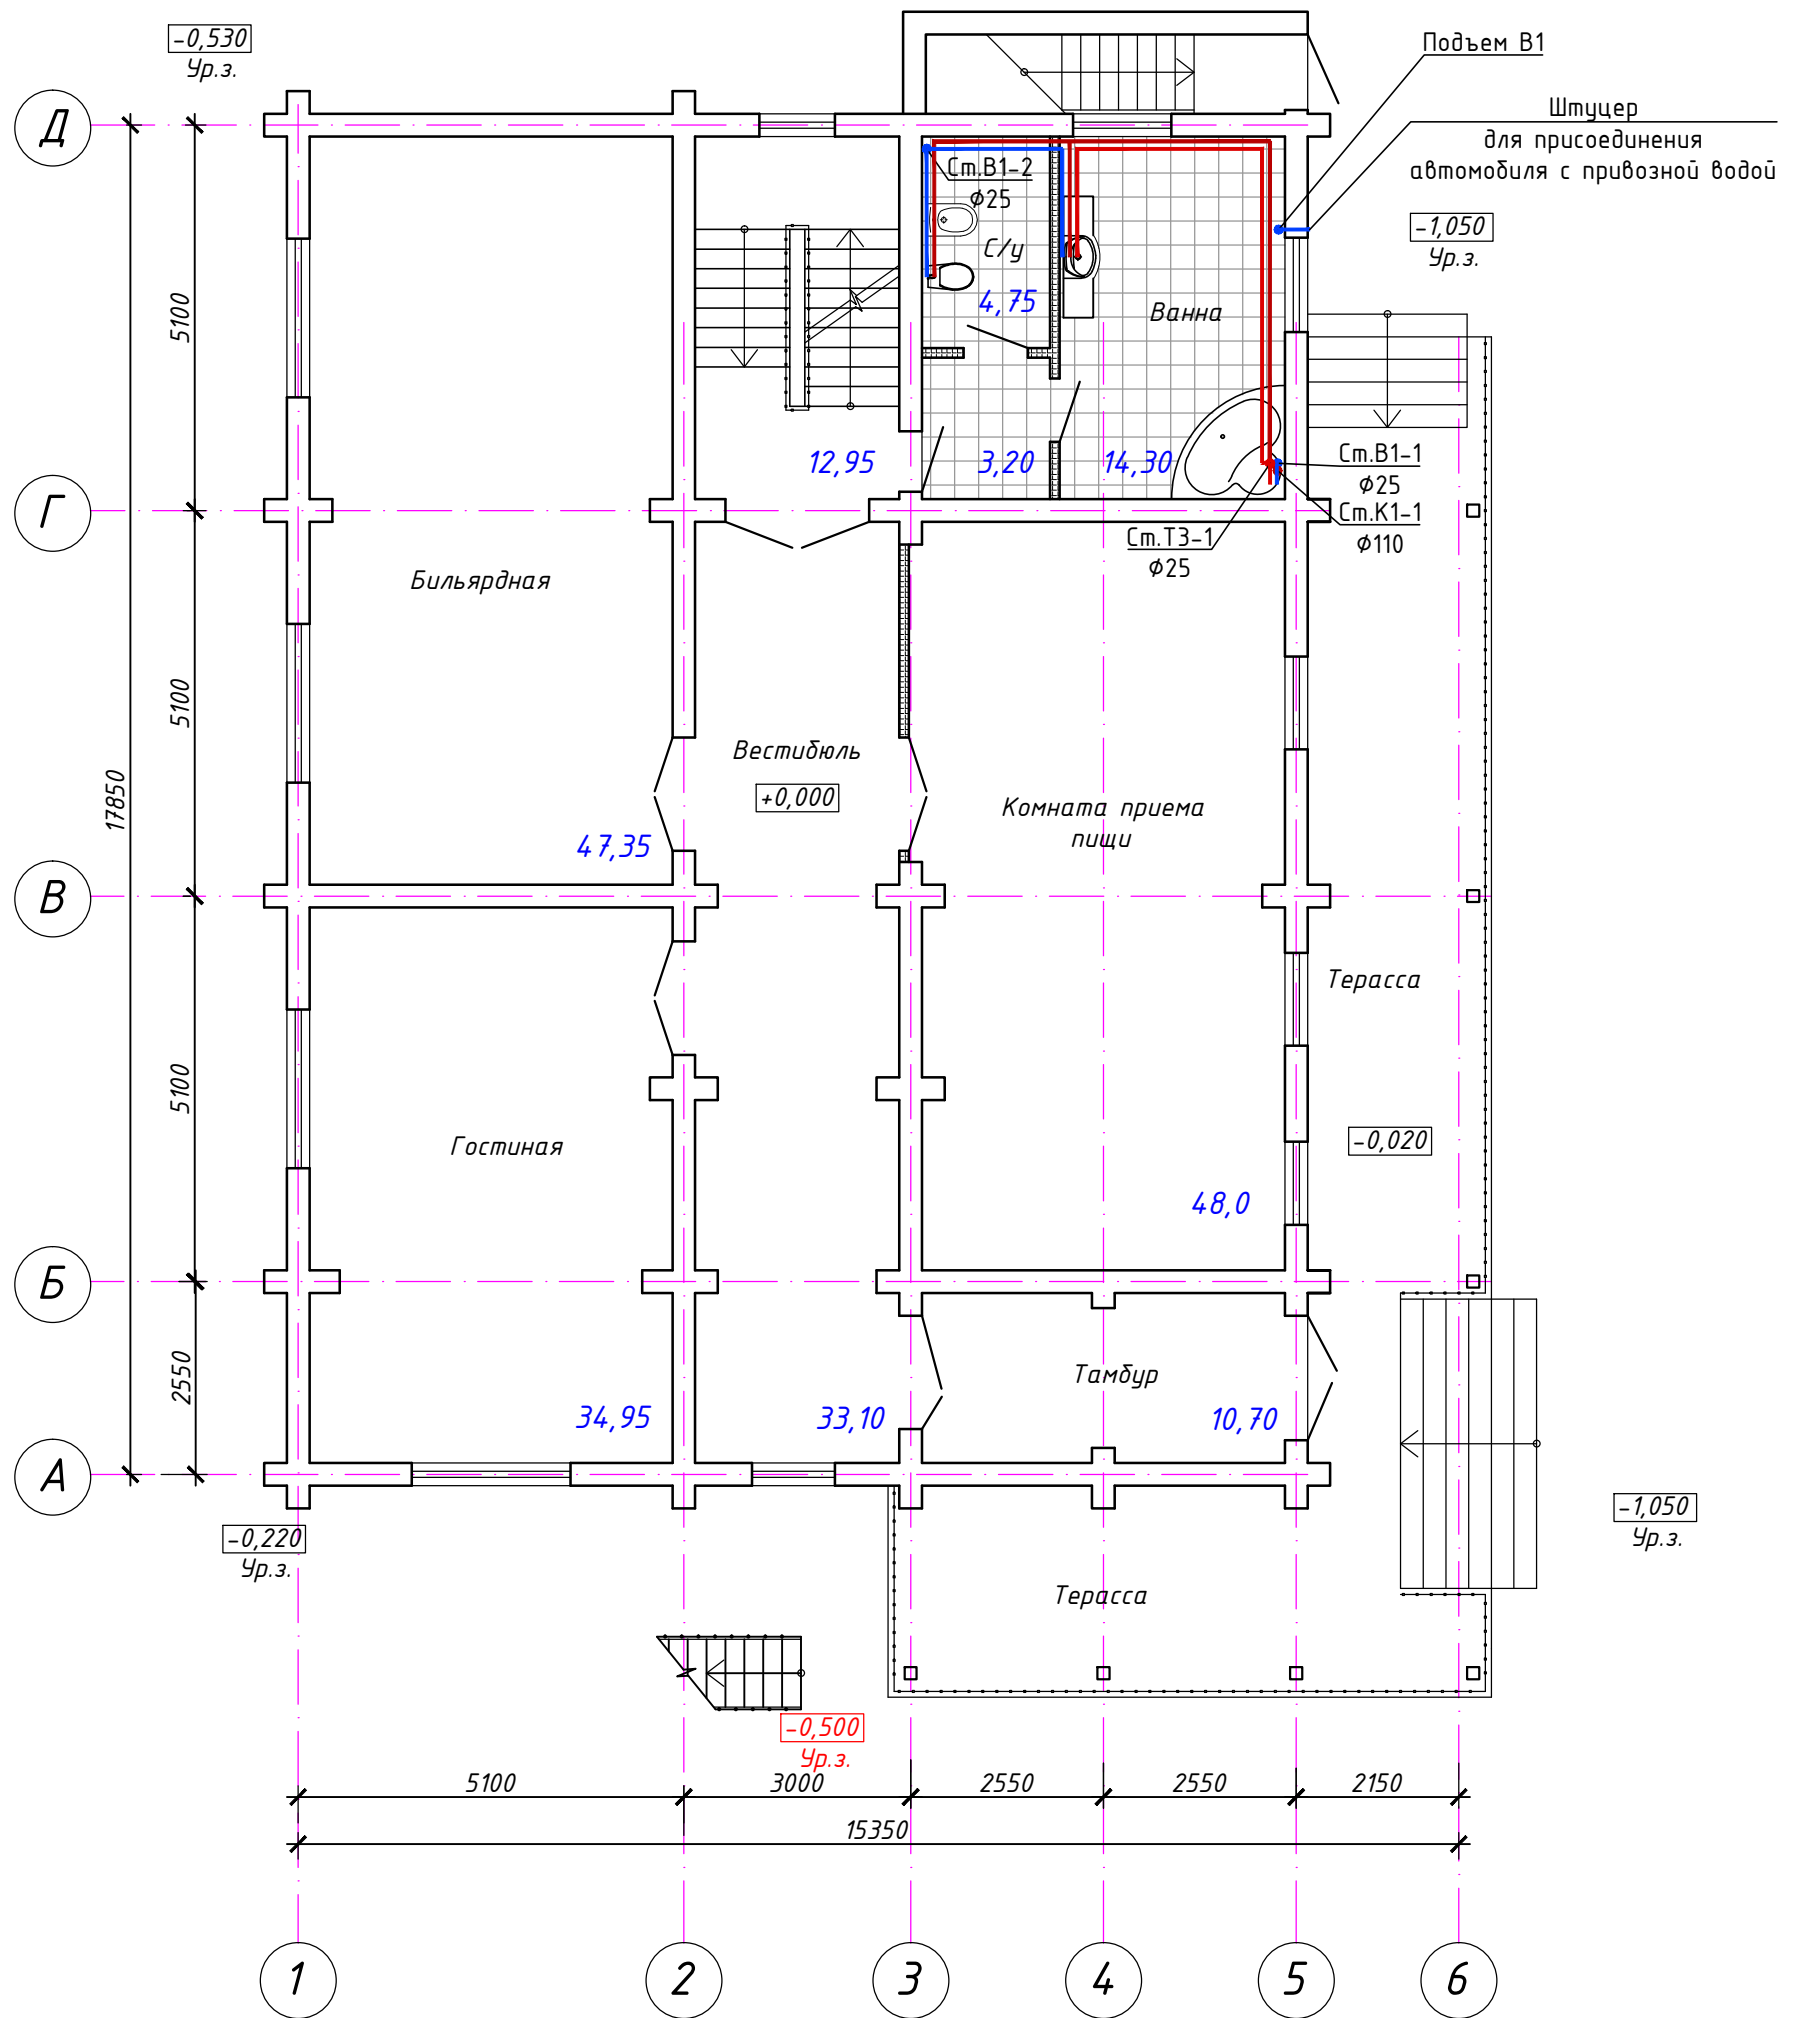 -0,530
Ур.з.
Подъем В1
Штуцер
для присоединения
автомобиля с привозной водой
Д
Ст.В1-2
ϕ25
С/у
4,75
Ванна
-1,050
Ур.з.
5100
12,95
3,20
14,30
Ст.В1-1
ϕ25
Ст.К1-1
ϕ110
Г
Ст.Т3-1
ϕ25
Бильярдная
5100
17850
Вестибюль
+0,000
Комната приема
пищи
47,35
В
Терасса
5100
Гостиная
-0,020
48,0
Б
2550
Тамбур
34,95
33,10
10,70
А
-0,220
Ур.з.
-1,050
Ур.з.
Терасса
-0,500
Ур.з.
5100
3000
2550
2550
2150
15350
1
2
3
4
5
6